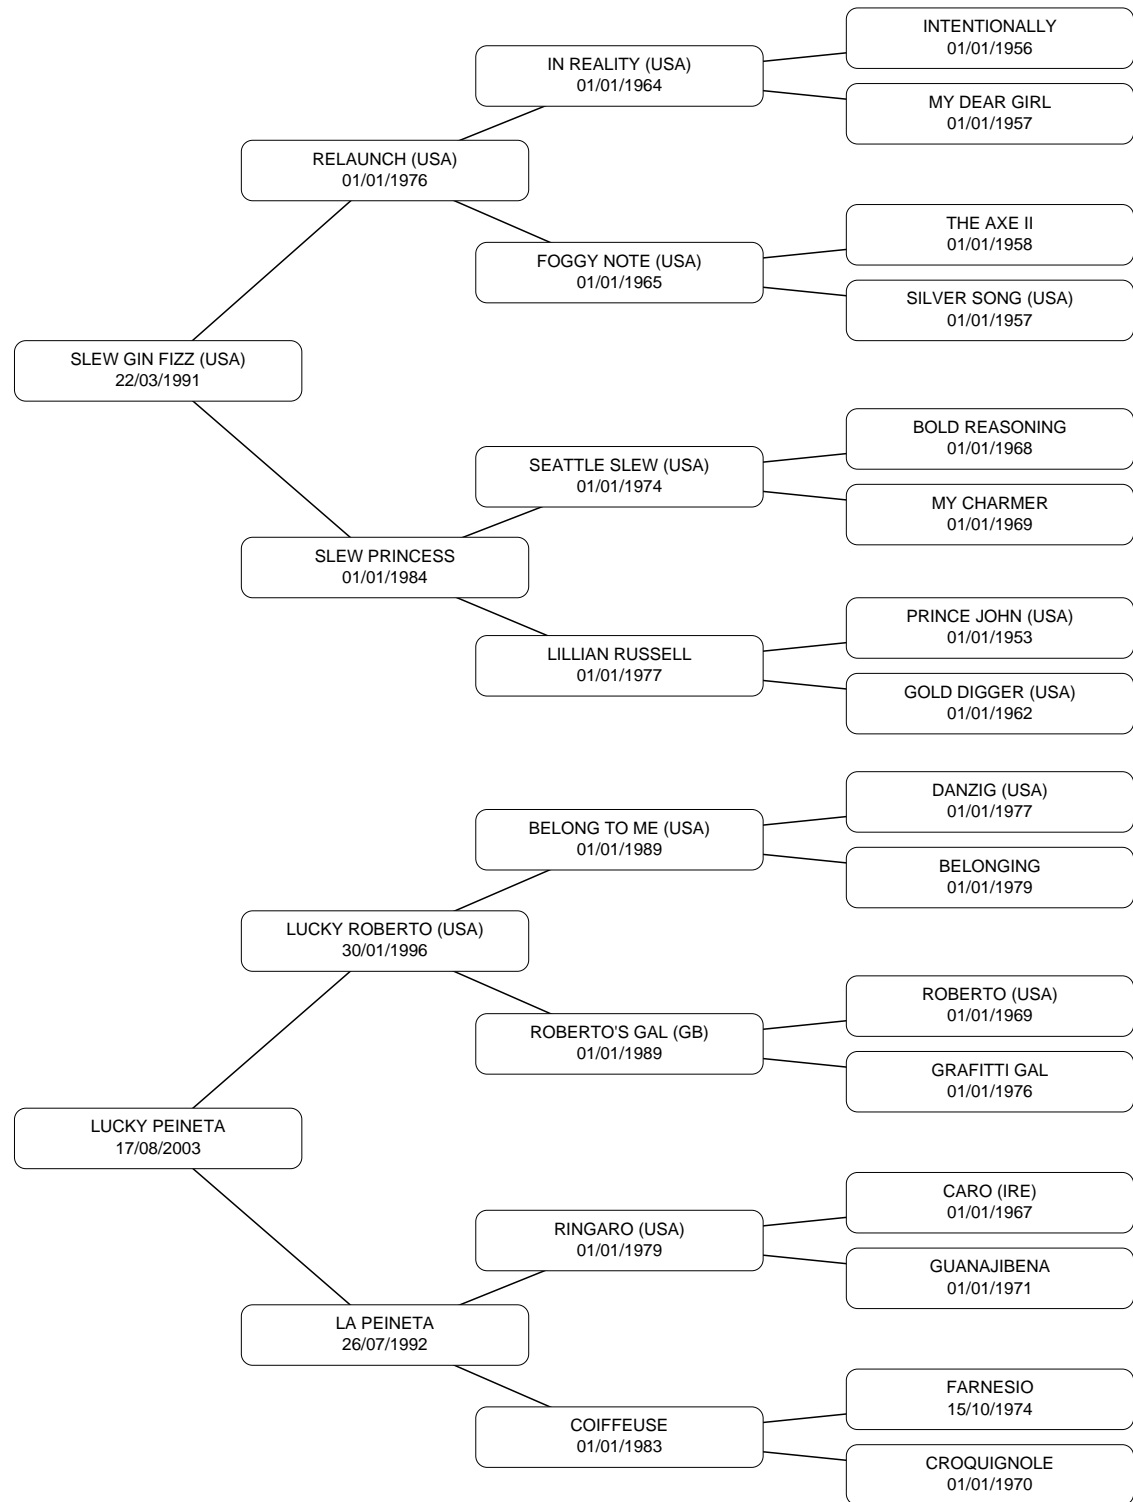 INTENTIONALLY
01/01/1956
IN REALITY (USA)
01/01/1964
MY DEAR GIRL
01/01/1957
RELAUNCH (USA)
01/01/1976
THE AXE II
01/01/1958
FOGGY NOTE (USA)
01/01/1965
SILVER SONG (USA)
01/01/1957
SLEW GIN FIZZ (USA)
22/03/1991
BOLD REASONING
01/01/1968
SEATTLE SLEW (USA)
01/01/1974
MY CHARMER
01/01/1969
SLEW PRINCESS
01/01/1984
PRINCE JOHN (USA)
01/01/1953
LILLIAN RUSSELL
01/01/1977
GOLD DIGGER (USA)
01/01/1962
DANZIG (USA)
01/01/1977
BELONG TO ME (USA)
01/01/1989
BELONGING
01/01/1979
LUCKY ROBERTO (USA)
30/01/1996
ROBERTO (USA)
01/01/1969
ROBERTO'S GAL (GB)
01/01/1989
GRAFITTI GAL
01/01/1976
LUCKY PEINETA
17/08/2003
CARO (IRE)
01/01/1967
RINGARO (USA)
01/01/1979
GUANAJIBENA
01/01/1971
LA PEINETA
26/07/1992
FARNESIO
15/10/1974
COIFFEUSE
01/01/1983
CROQUIGNOLE
01/01/1970